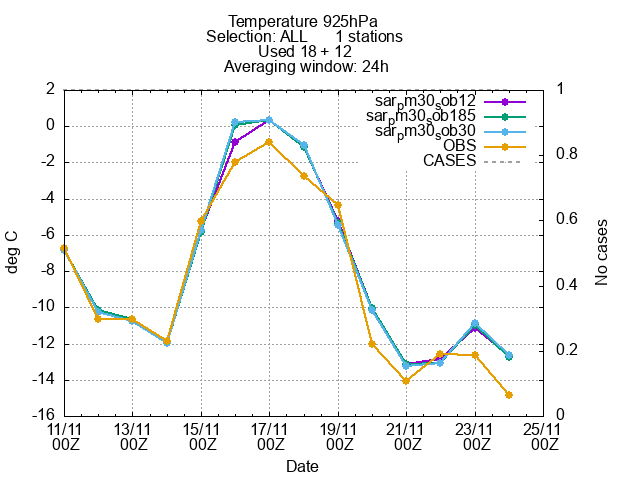 Temperature 925hPa
Selection: ALL 1 stations
Used 18 + 12
Averaging window: 24h
2
0
-2
-4
-6
-8
-10
-12
-14
-16
deg C
1
0.8
0.6
0.4
0.2
0
No cases
sarpm30sob12
sarpm30sob185
sarpm30sob30
OBS
CASES
11/11 13/11 15/11 17/11 19/11 21/11 23/11 25/11
00Z 00Z 00Z 00Z 00Z 00Z 00Z 00Z
Date